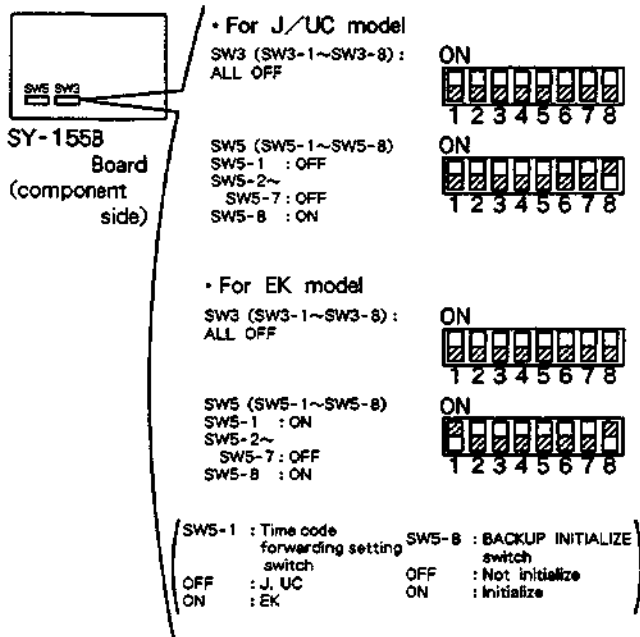 SW5 SW3
SY-155B
Board
(component
side)
・For J/UC model
SW3 (SW3-1~SW3-8):
ALL OFF
ON
1 2 3 4 5 6 7 8
SW5 (SW5-1~SW5-8)
SW5-1 : OFF
SW5-2~
SW5-7: OFF
SW5-8 : ON
ON
1 2 3 4 5 6 7 8
・For EK model
SW3 (SW3-1~SW3-8):
ALL OFF
ON
1 2 3 4 5 6 7 8
SW5 (SW5-1~SW5-8)
SW5-1 : ON
SW5-2~
SW5-7: OFF
SW5-8 : ON
ON
1 2 3 4 5 6 7 8
SW5-1 : Time code
forwarding setting
switch
OFF : J, UC
ON : EK
SW5-8 : BACKUP INITIALIZE
switch
OFF : Not initialize
ON : Initialize